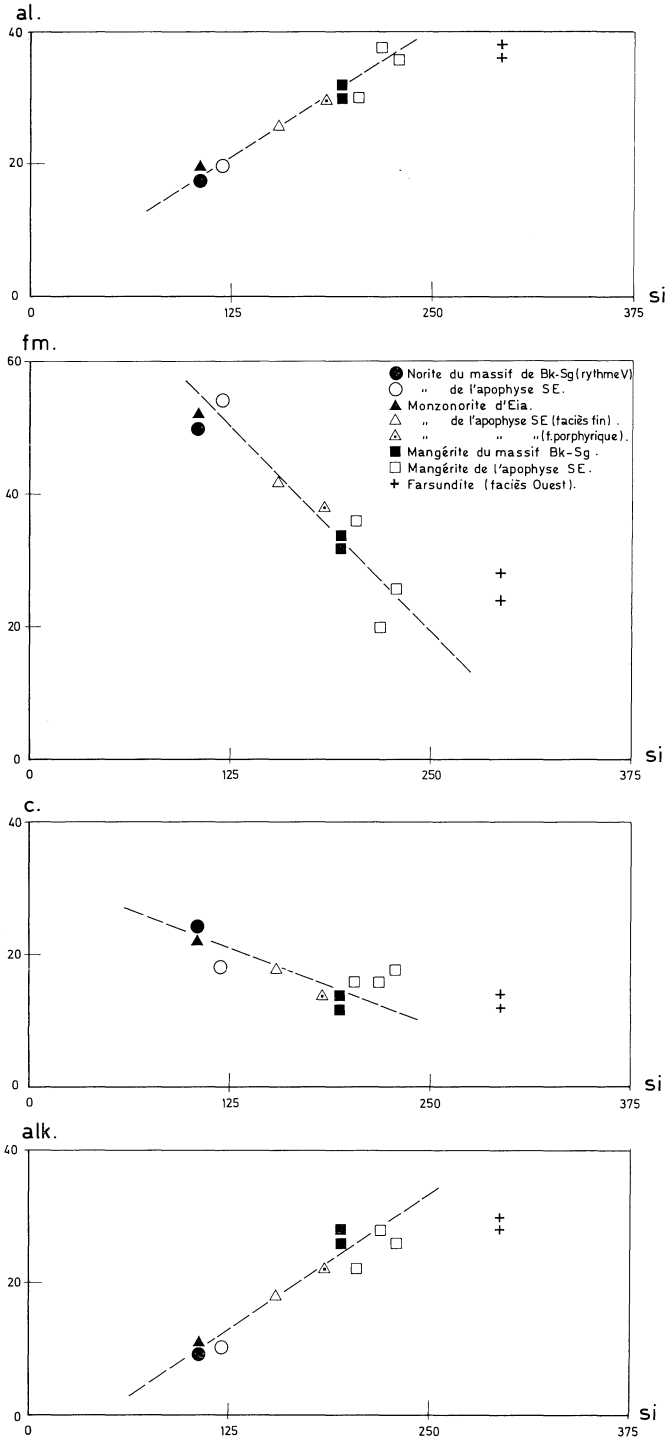 al.
40
20
0
125
250
375
si
fm.
60
40
20
0
125
250
375
si
Norite du massif de Bk-Sg (rythme V)
„ de l'apophyse SE.
Monzonorite d'Eia.
„ de l'apophyse SE (faciès fin).
„ „ „ (f.porphyrique).
Mangérite du massif Bk-Sg.
Mangérite de l'apophyse SE.
Farsundite (faciès Ouest).
c.
40
20
0
0
125
250
375
si
alk.
40
20
0
0
125
250
375
si